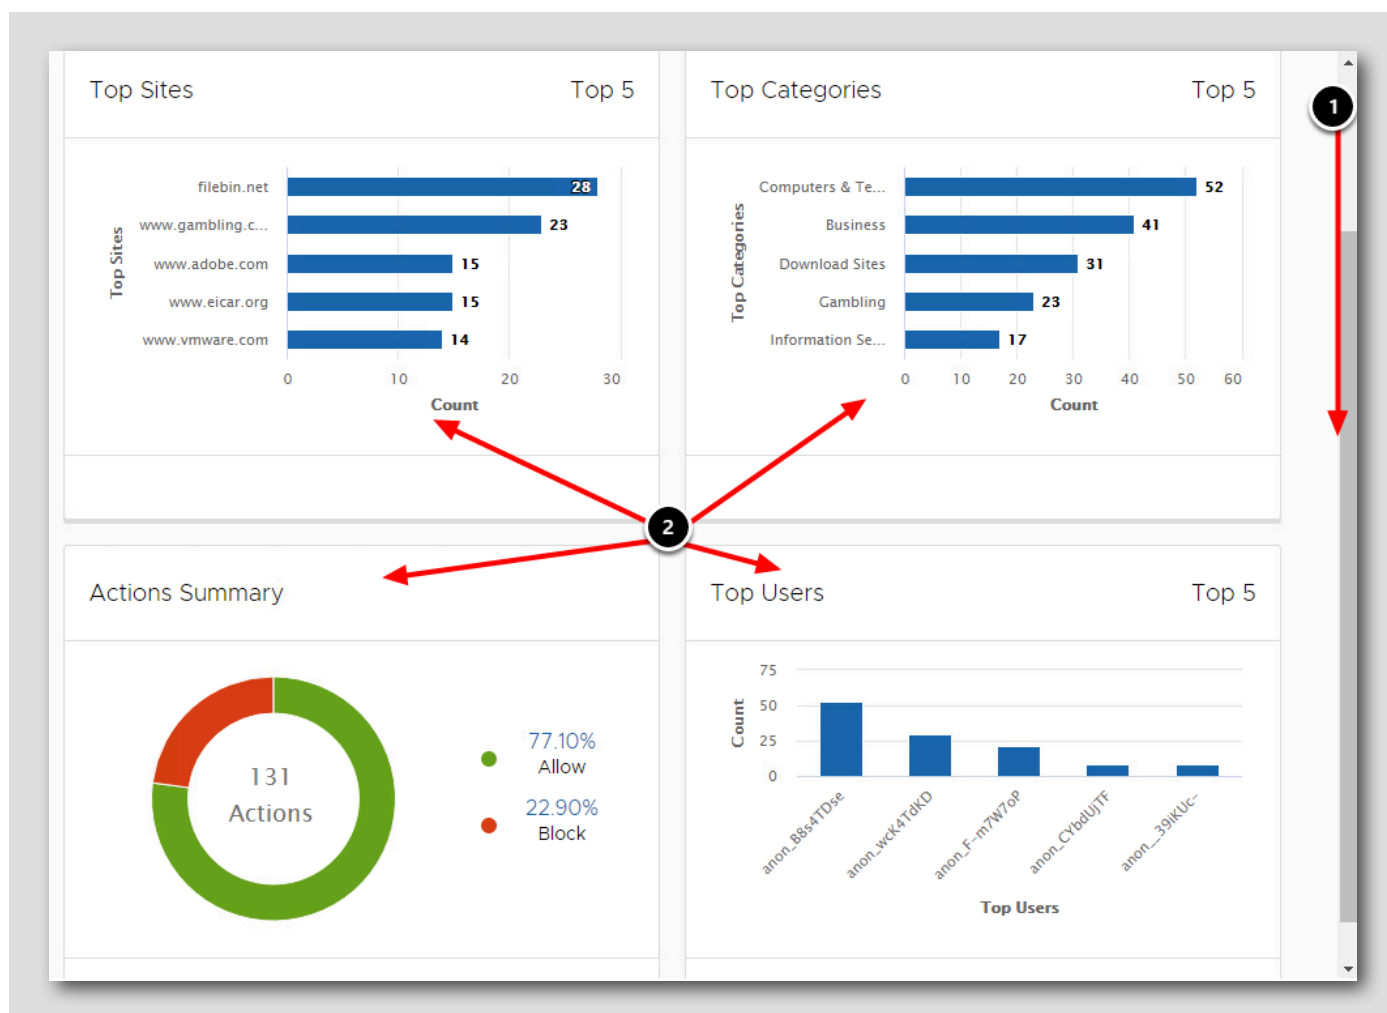 Top Sites Top 5
Top Categories Top 5
1
Top Sites
filebin.net 28
www.gambling.c... 23
www.adobe.com 15
www.eicar.org 15
www.vmware.com 14
0 10 20 30
Count
Top Categories
Computers & Te... 52
Business 41
Download Sites 31
Gambling 23
Information Se... 17
0 10 20 30 40 50 60
Count
2
Actions Summary
131
Actions
77.10%
Allow
22.90%
Block
Top Users Top 5
Count
75
50
25
0
anon_B8s4TDse
anon_wcK4TdKD
anon_F-m7W7oP
anon_CYbdUjTF
anon__39iKUc-
Top Users